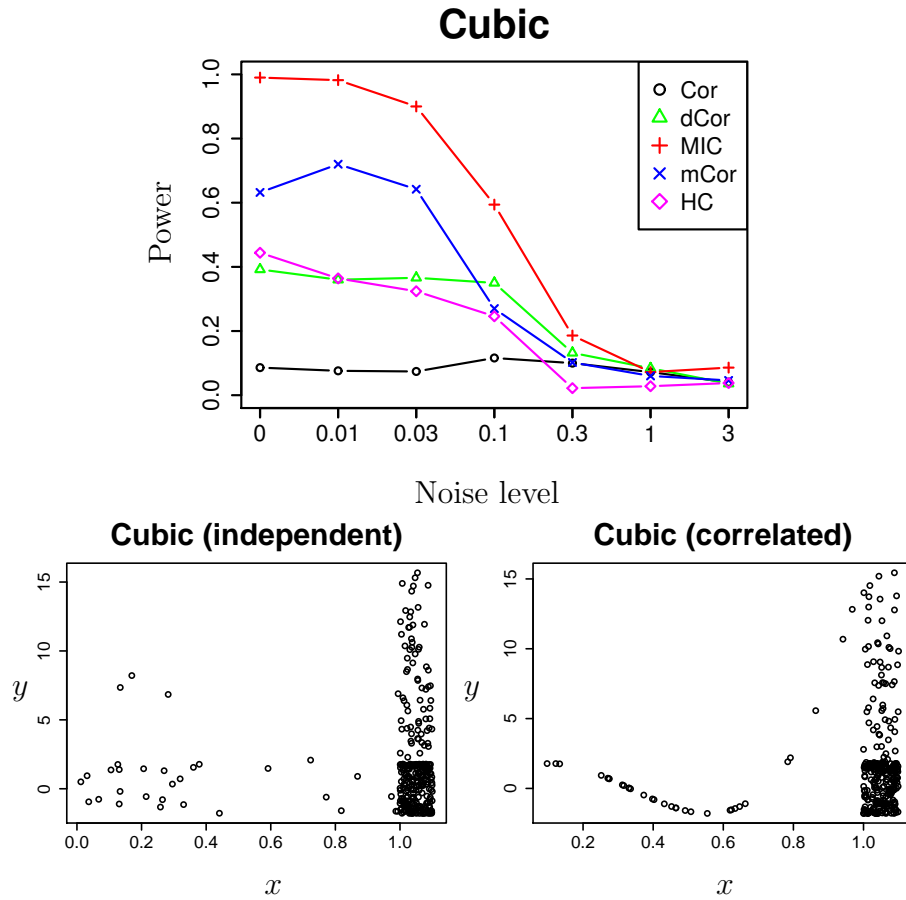 Cubic
Power
1.0
0.8
0.6
0.4
0.2
0.0
Cor
dCor
MIC
mCor
HC
0 0.01 0.03 0.1 0.3 1 3
Noise level
Cubic (independent)
y
15
10
5
0
0.0 0.2 0.4 0.6 0.8 1.0
x
Cubic (correlated)
y
15
10
5
0
0.2 0.4 0.6 0.8 1.0
x